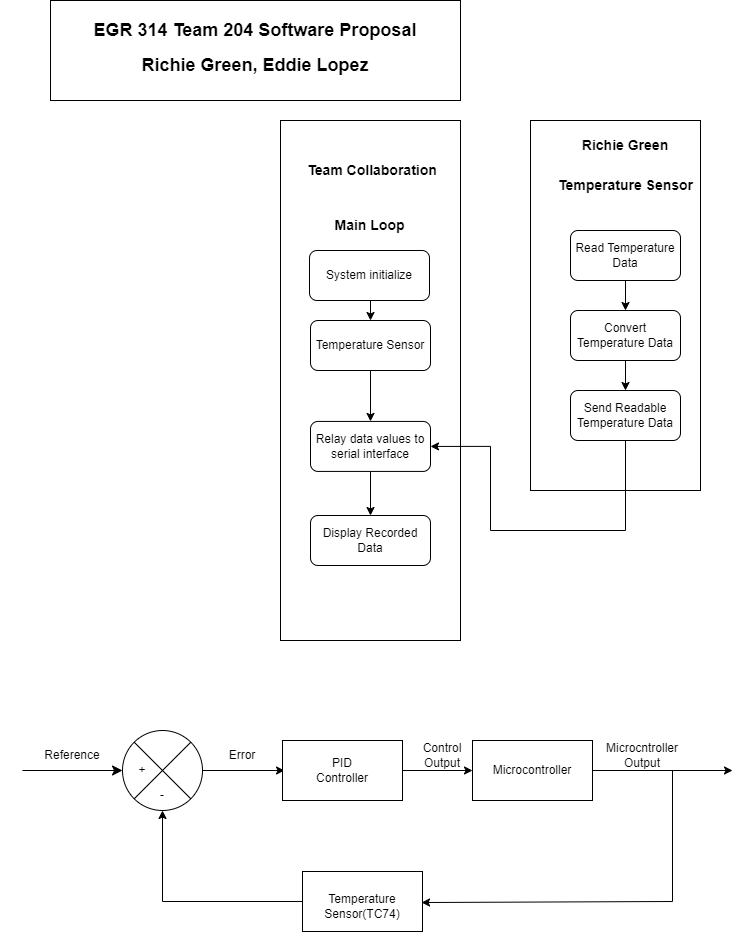 EGR 314 Team 204 Software Proposal
Richie Green, Eddie Lopez
Team Collaboration
Main Loop
System initialize
Temperature Sensor
Relay data values to
serial interface
Display Recorded
Data
Richie Green
Temperature Sensor
Read Temperature
Data
Convert
Temperature Data
Send Readable
Temperature Data
Reference
+
-
Error
PID
Controller
Control
Output
Microcontroller
Microcntroller
Output
Temperature
Sensor(TC74)